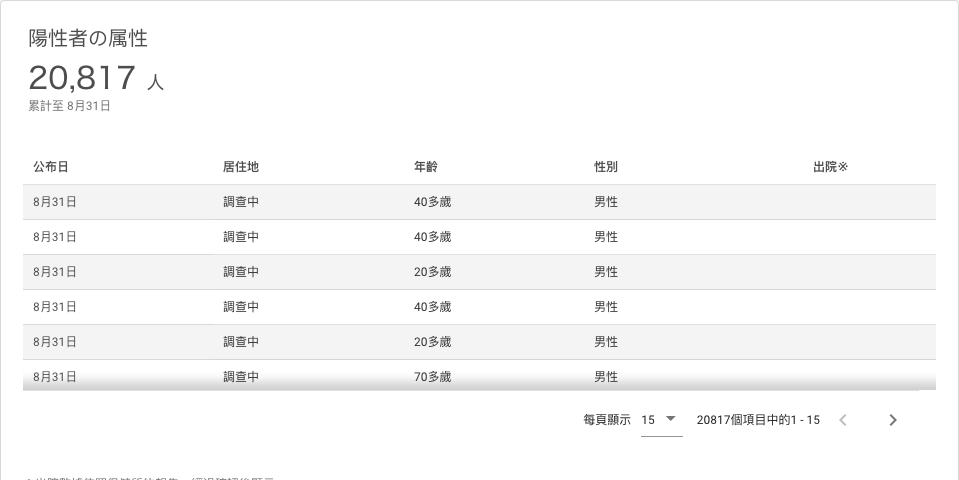 陽性者の属性
20,817 人
累計至 8月31日
公布日 居住地 年齡 性別 出院※
8月31日 調查中 40多歲 男性
8月31日 調查中 40多歲 男性
8月31日 調查中 20多歲 男性
8月31日 調查中 40多歲 男性
8月31日 調查中 20多歲 男性
8月31日 調查中 70多歲 男性
每頁顯示 15 20817個項目中的1 - 15